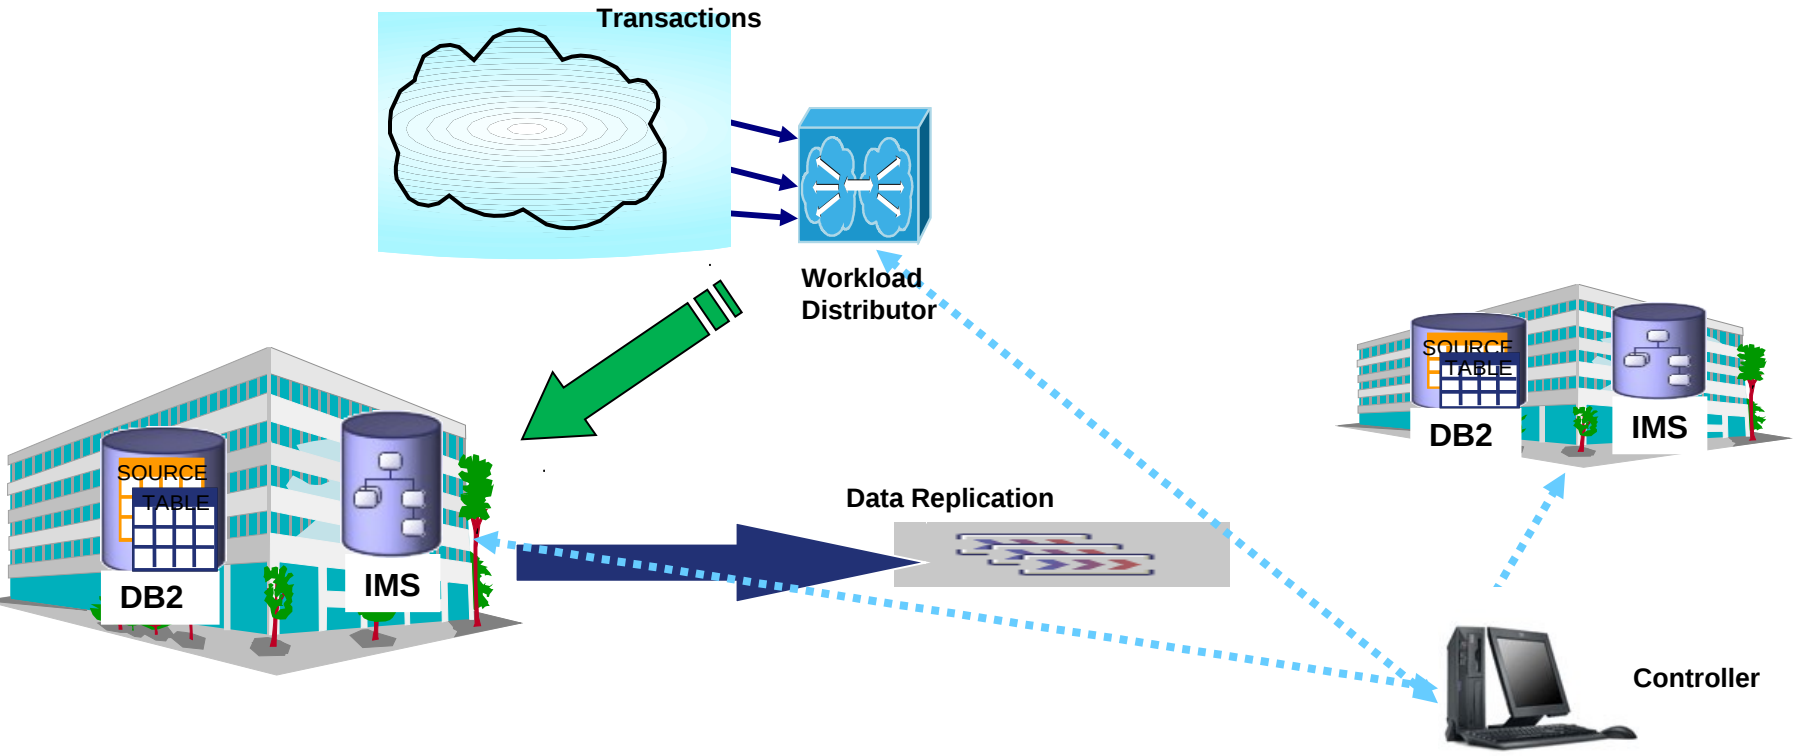 Transactions
Workload
Distributor
SOURCE
TABLE
DB2
IMS
SOURCE
TABLE
DB2
IMS
Data Replication
Controller